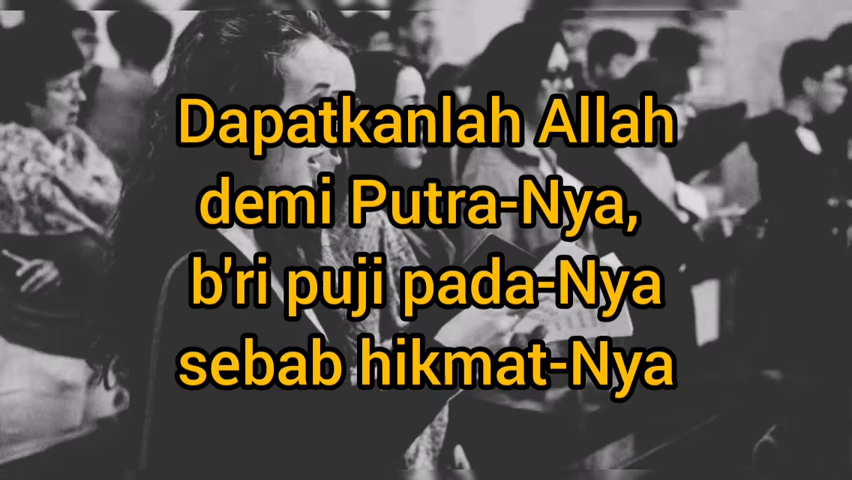 Dapatkanlah Allah
demi Putra-Nya,
b'ri puji pada-Nya
sebab hikmat-Nya